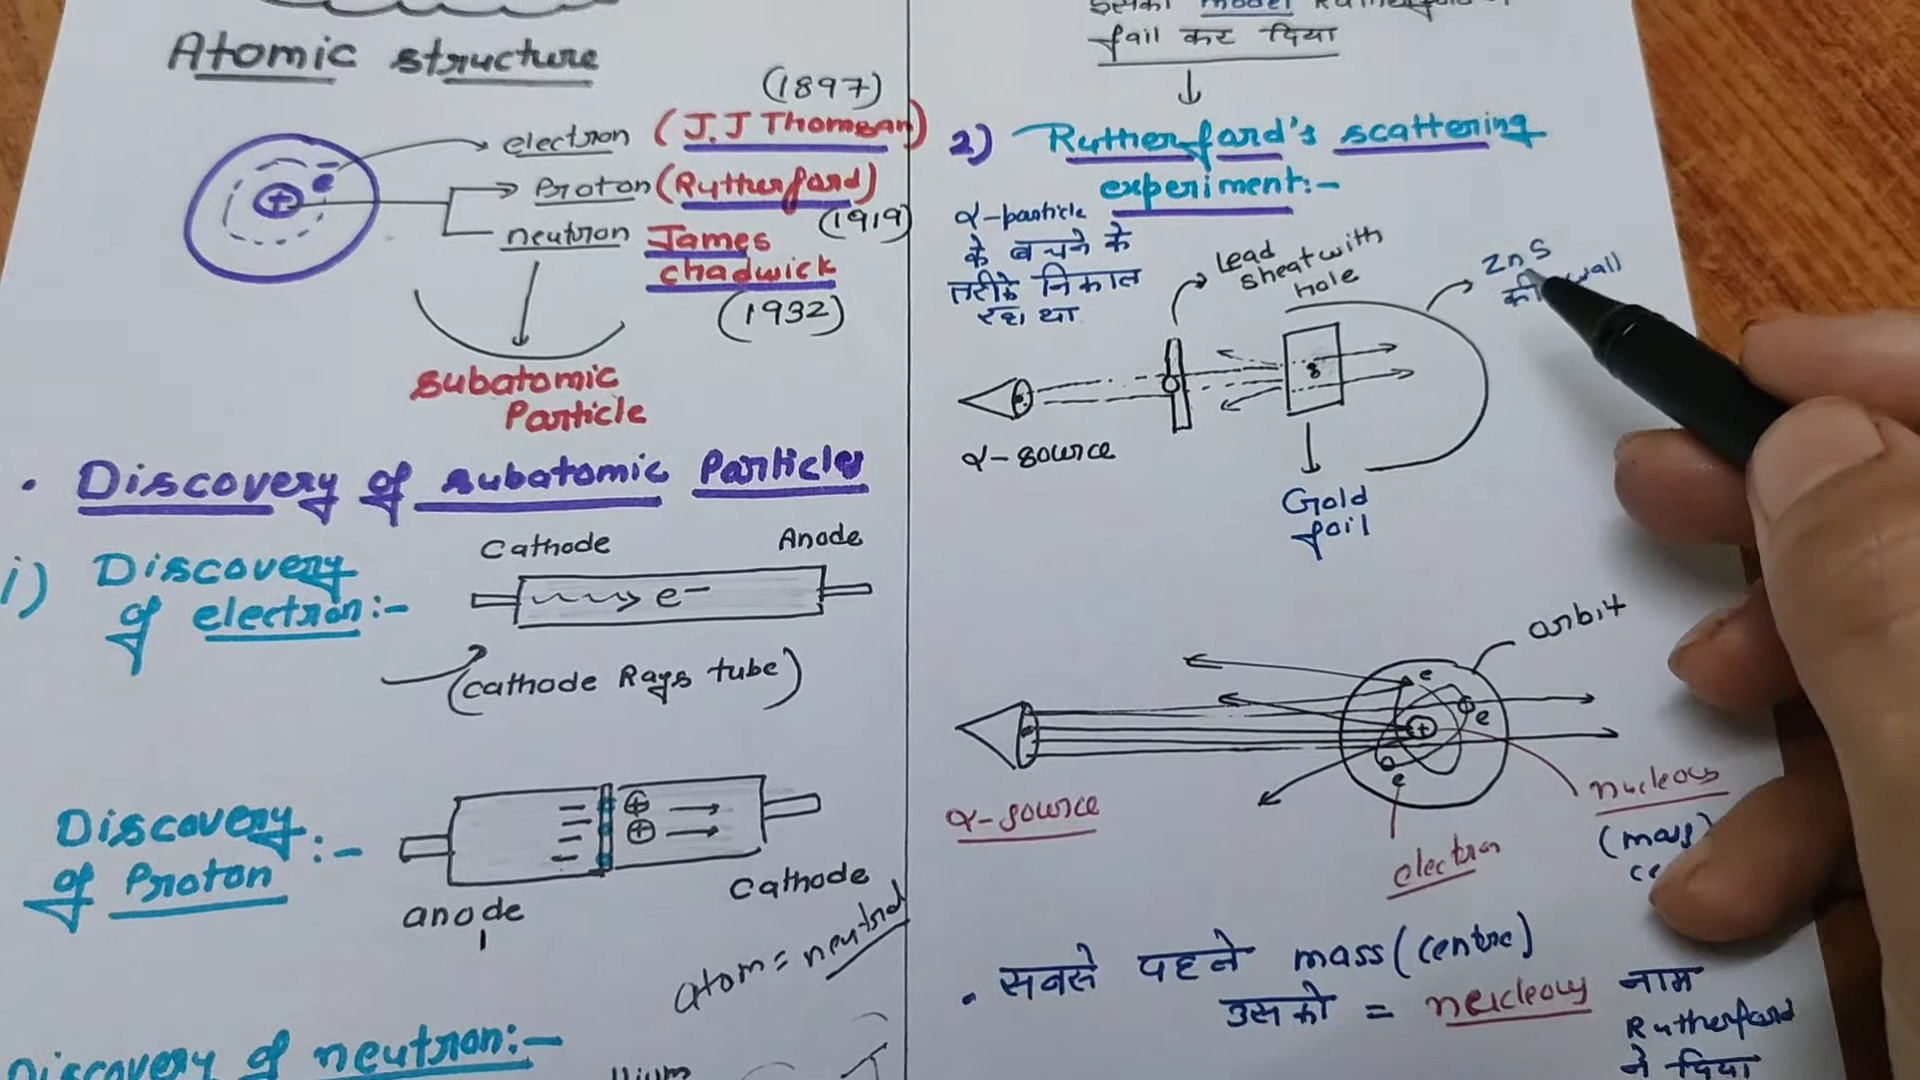 Atomic structure
(1897)
electron (J.J Thomson)
Proton (Rutherford)
(1919)
neutron James
chadwick
(1932)
e
+
Subatomic
Particle
• Discovery of subatomic Particles
i) Discovery
of electron:-
Cathode
Anode
e⁻
(cathode Rays tube)
Discovery
of Proton :-
anode
Cathode
atom = neutral
Discovery of neutron:-
fail कर दिया
2) Rutherford's scattering
experiment:-
α-particle
के बचने के
तरीके निकाल
रहा था
Lead
sheat with
hole
ZnS
की wall
α-source
Gold
foil
orbit
e
e
+
e
α-source
electron
nucleous
(mass)
• सबसे पहले mass (centre)
उसको = neucleous नाम
Rutherford
ने दिया